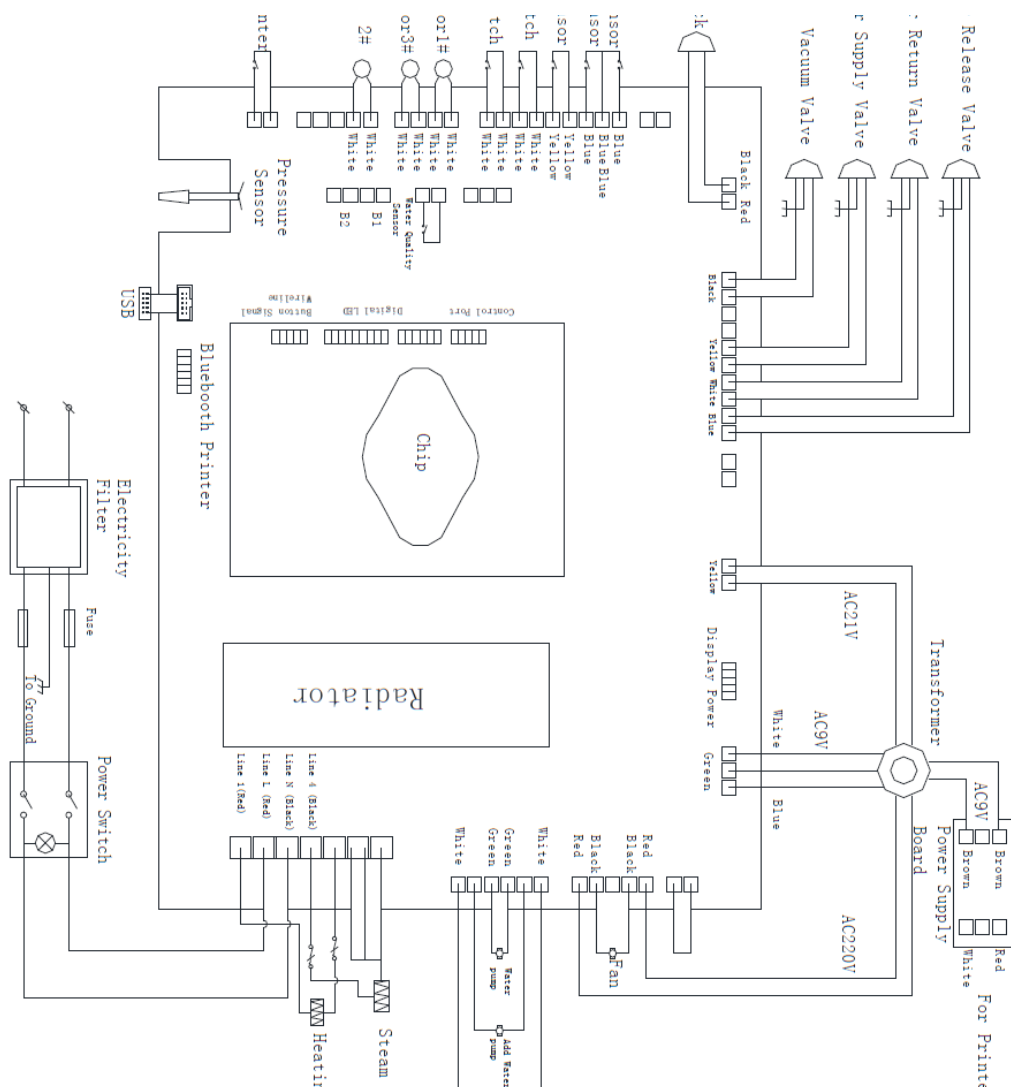 nter
2#
or3#
or1#
tch
tch
sor
sor
nsor
ck
Vacuum Valve
r Supply Valve
Return Valve
Release Valve
White
White
White
White
White
White
White
White
White
White
Yellow
Yellow
Blue
Blue
Blue
Black
Red
Pressure
Sensor
B2
B1
Water Quality
Sensor
USB
Bluebooth Printer
Wireline
Button Signal
Digital LED
Control Port
Chip
Black
Yellow
White
Blue
Yellow
Display Power
Green
White
Blue
AC21V
AC9V
Transformer
AC9V
Power Supply
Board
Brown
Brown
White
Red
For Printe
AC220V
Electricity
Filter
Fuse
To Ground
Power Switch
Radiator
Line 1(Red)
Line L (Red)
Line N (Black)
Line 4 (Black)
White
Green
Green
White
Red
Black
Black
Red
Water
pump
Add Water
pump
Fan
Steam
Heatin